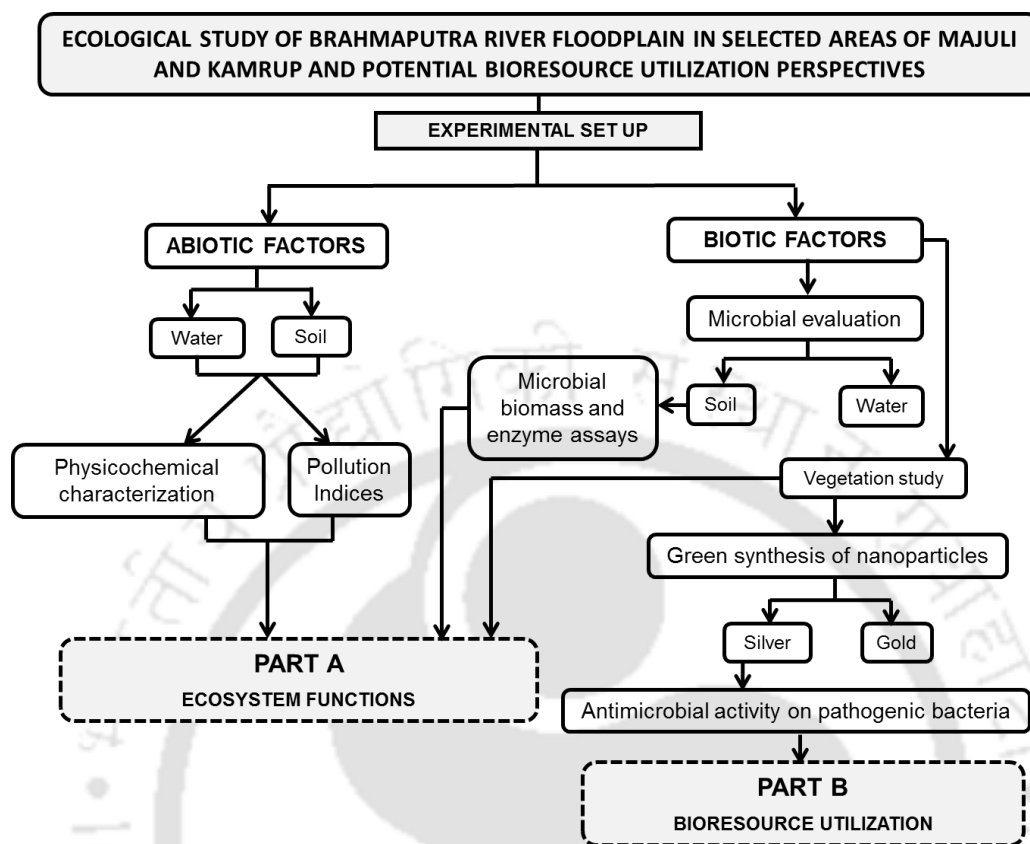 ECOLOGICAL STUDY OF BRAHMAPUTRA RIVER FLOODPLAIN IN SELECTED AREAS OF MAJULI
AND KAMRUP AND POTENTIAL BIORESOURCE UTILIZATION PERSPECTIVES
EXPERIMENTAL SET UP
ABIOTIC FACTORS
BIOTIC FACTORS
Water
Soil
Microbial evaluation
Microbial
biomass and
enzyme assays
Soil
Water
Physicochemical
characterization
Pollution
Indices
Vegetation study
Green synthesis of nanoparticles
Silver
Gold
PART A
ECOSYSTEM FUNCTIONS
Antimicrobial activity on pathogenic bacteria
PART B
BIORESOURCE UTILIZATION